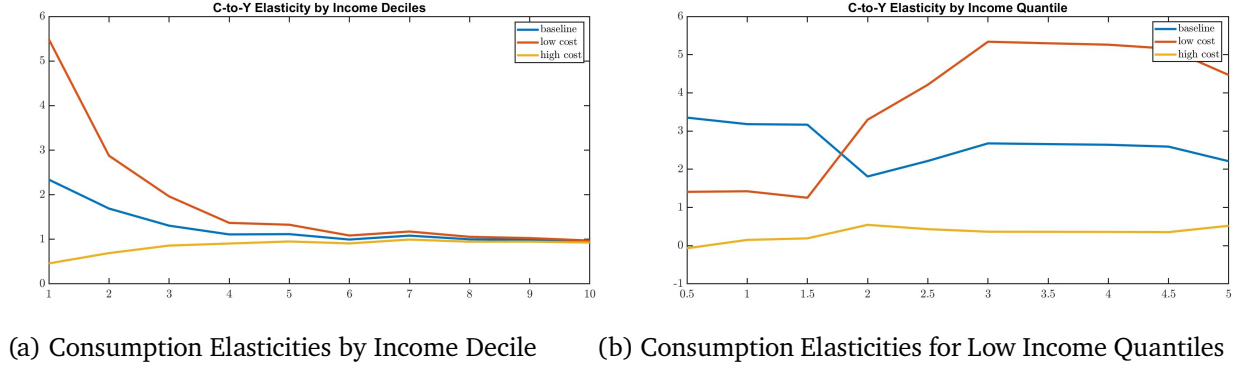 C-to-Y Elasticity by Income Deciles
6
5
4
3
2
1
0
baseline
low cost
high cost
1 2 3 4 5 6 7 8 9 10
(a) Consumption Elasticities by Income Decile
C-to-Y Elasticity by Income Quantile
6
5
4
3
2
1
0
-1
baseline
low cost
high cost
0.5 1 1.5 2 2.5 3 3.5 4 4.5 5
(b) Consumption Elasticities for Low Income Quantiles